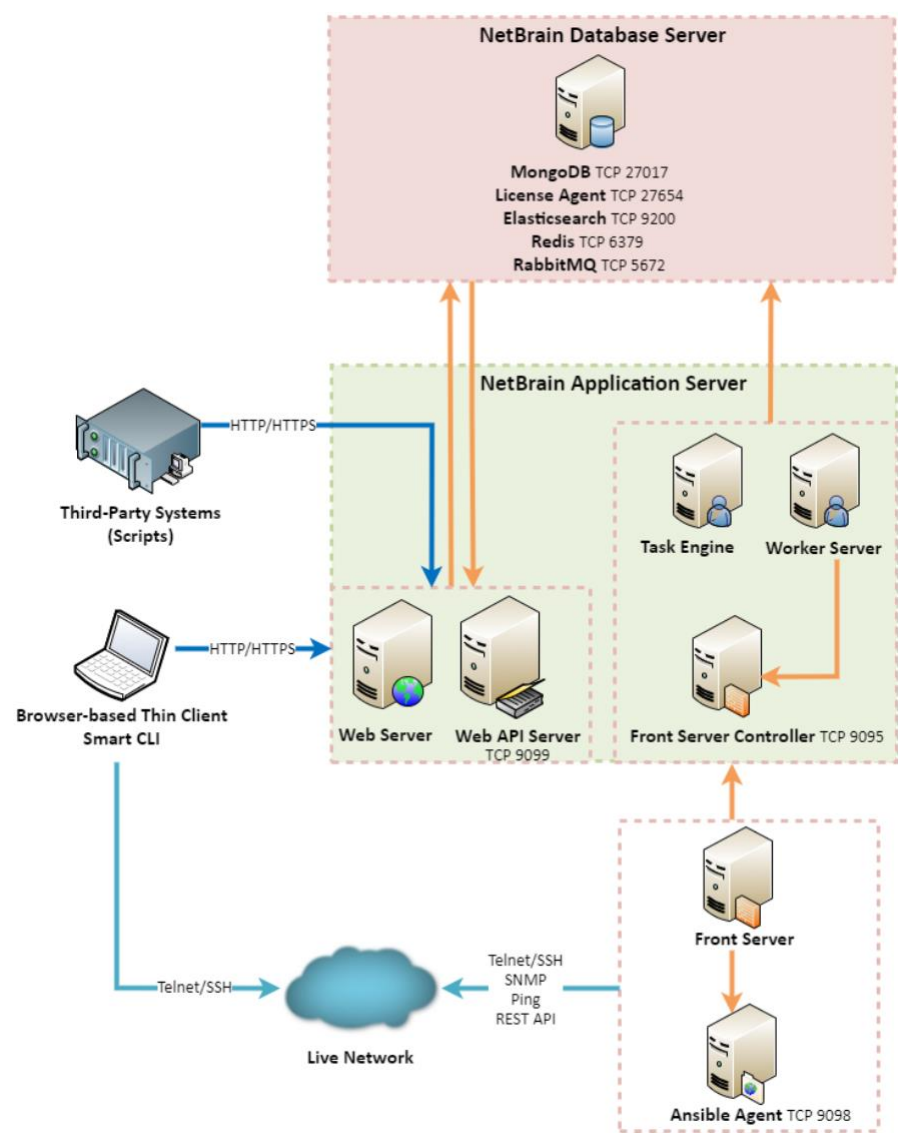 NetBrain Database Server
MongoDB TCP 27017
License Agent TCP 27654
Elasticsearch TCP 9200
Redis TCP 6379
RabbitMQ TCP 5672
NetBrain Application Server
HTTP/HTTPS
Third-Party Systems
(Scripts)
Task Engine
Worker Server
HTTP/HTTPS
Browser-based Thin Client
Smart CLI
Web Server
Web API Server
TCP 9099
Front Server Controller TCP 9095
Front Server
Telnet/SSH
Telnet/SSH
SNMP
Ping
REST API
Live Network
Ansible Agent TCP 9098